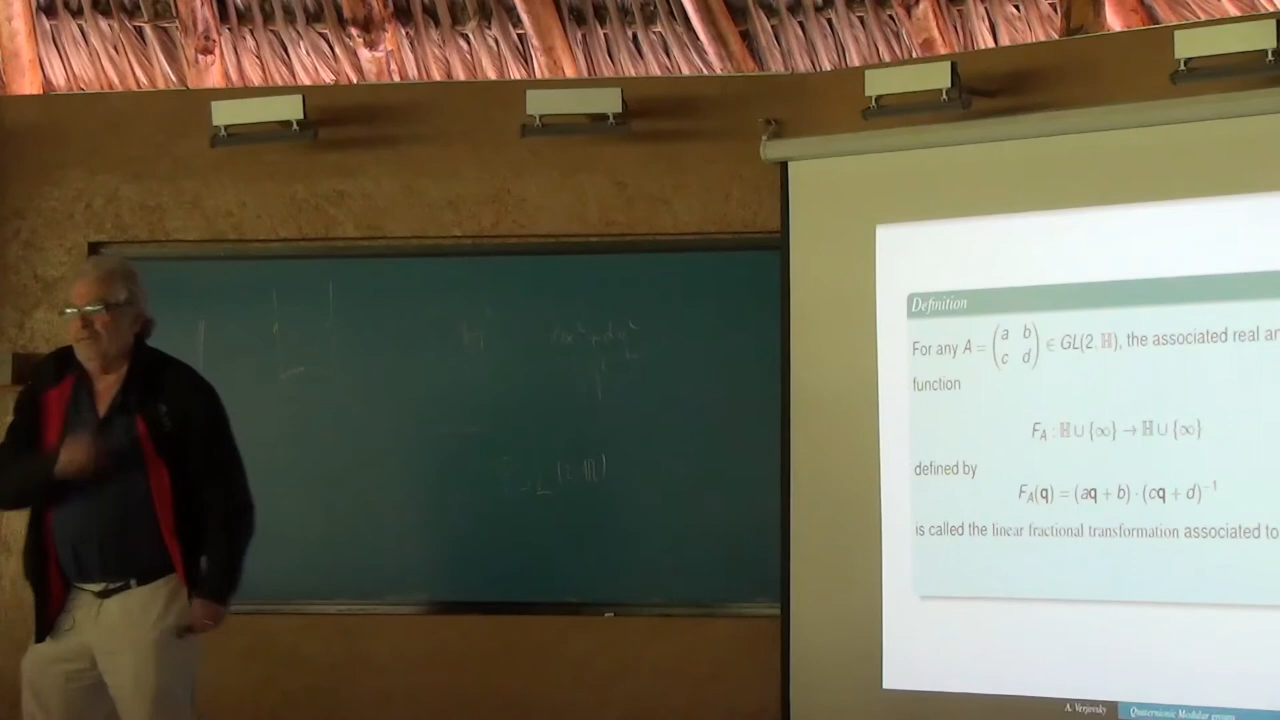 (2, ℍ)
Definition
For any A = (a b
c d) ∈ GL(2, ℍ), the associated real an
function
F_A : ℍ ∪ {∞} → ℍ ∪ {∞}
defined by
F_A(q) = (aq + b) · (cq + d)⁻¹
is called the linear fractional transformation associated to
A. Verjovsky Quaternionic Modular groups